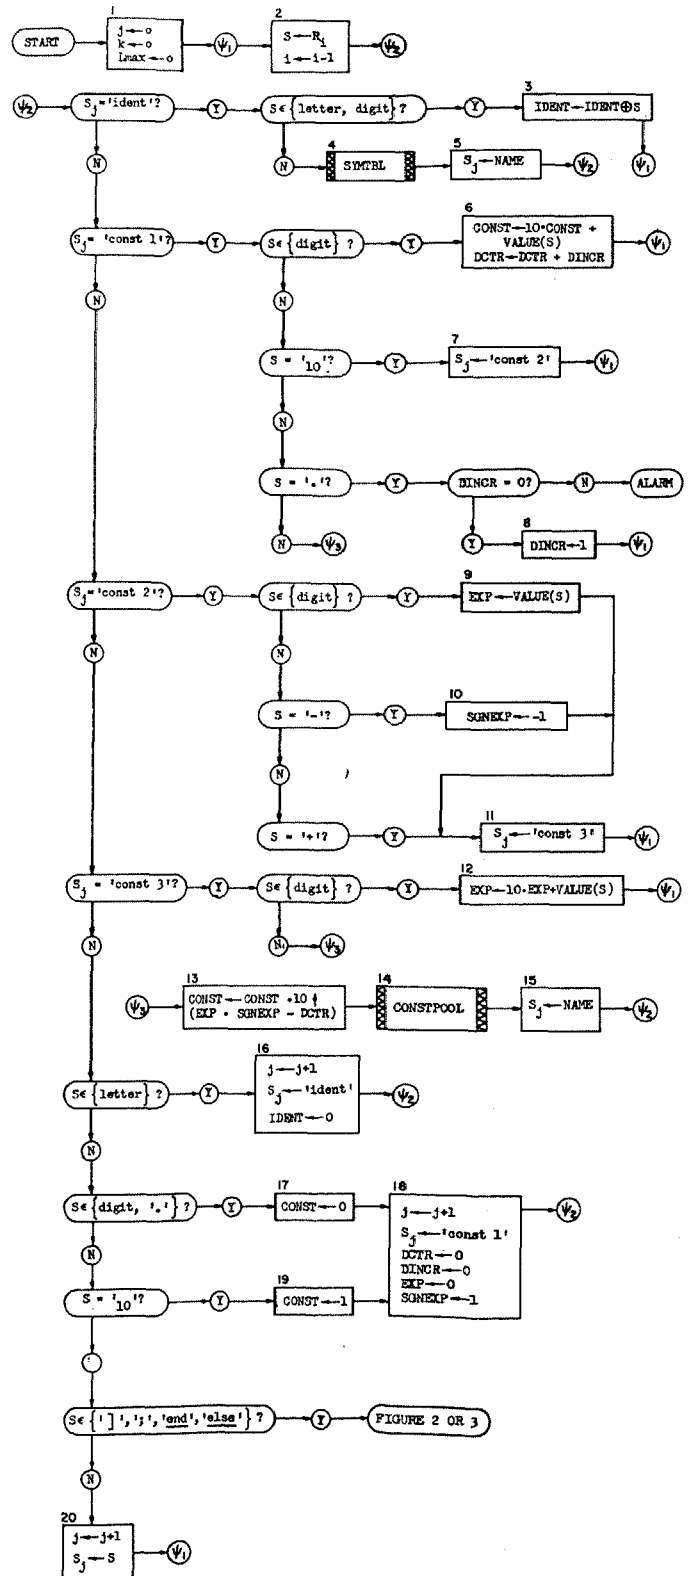 1
START
j←0
k←0
Lmax←0
ψ1
2
S←Ri
i←i-1
ψ2
ψ2
Sj='ident'?
Y
S∈{letter, digit}?
Y
3
IDENT←IDENT⊕S
N
N
4
SYMTBL
5
Sj←NAME
ψ2
ψ1
Sj= 'const 1'?
Y
S∈{digit} ?
Y
6
CONST←10·CONST +
VALUE(S)
DCTR←DCTR + DINCR
ψ1
N
N
S = '10'?
Y
7
Sj←'const 2'
ψ1
N
S = '.'?
Y
DINCR = 0?
N
ALARM
N
ψ3
Y
8
DINCR←1
ψ1
Sj='const 2'?
Y
S∈{digit} ?
Y
9
EXP←VALUE(S)
N
N
S = '-'?
Y
10
SGNEXP← -1
N
S = '+'?
Y
11
Sj←'const 3'
ψ1
Sj = 'const 3'?
Y
S∈{digit} ?
Y
12
EXP←10·EXP+VALUE(S)
ψ1
N
N
ψ3
ψ3
13
CONST←CONST ·10↑
(EXP · SGNEXP - DCTR)
14
CONSTPOOL
15
Sj←NAME
ψ2
S∈{letter} ?
Y
16
j←j+1
Sj←'ident'
IDENT←0
ψ2
N
S∈{digit, '.'} ?
Y
17
CONST←0
18
j←j+1
Sj←'const 1'
DCTR←0
DINCR←0
EXP←0
SGNEXP←1
ψ2
N
S = '10'?
Y
19
CONST←1
S∈{']',';','end','else'} ?
Y
FIGURE 2 OR 3
N
20
j←j+1
Sj←S
ψ1